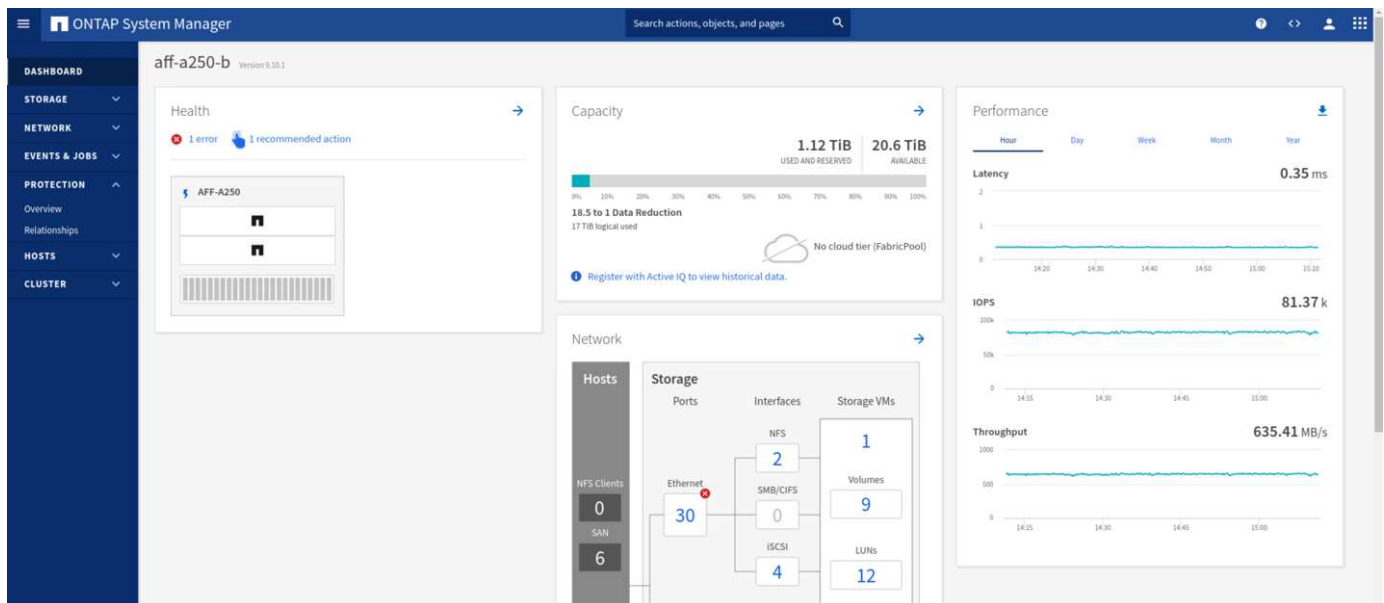 ONTAP System Manager
Search actions, objects, and pages
DASHBOARD
STORAGE
NETWORK
EVENTS & JOBS
PROTECTION
Overview
Relationships
HOSTS
CLUSTER
aff-a250-b Version 9.10.1
Health
1 error 1 recommended action
AFF-A250
Capacity
1.12 TiB 20.6 TiB
USED AND RESERVED AVAILABLE
0% 10% 20% 30% 40% 50% 60% 70% 80% 90% 100%
18.5 to 1 Data Reduction
17 TiB logical used
No cloud tier (FabricPool)
Register with Active IQ to view historical data.
Network
Hosts
NFS Clients
0
SAN
6
Storage
Ports Interfaces Storage VMs
Ethernet
30
NFS
2
SMB/CIFS
0
iSCSI
4
1
Volumes
9
LUNs
12
Performance
Hour Day Week Month Year
Latency 0.35 ms
2
1
0
14:20 14:30 14:40 14:50 15:00 15:10
IOPS 81.37 k
200k
50k
0
14:15 14:30 14:45 15:00
Throughput 635.41 MB/s
1000
500
0
14:15 14:30 14:45 15:00